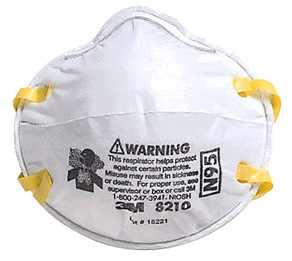 WARNING
This respirator helps protect
against certain particles.
Misuse may result in sickness
or death. For proper use, see
supervisor or box or call 3M
1-800-247-3941. NIOSH
N95
3M 8210
# 18221